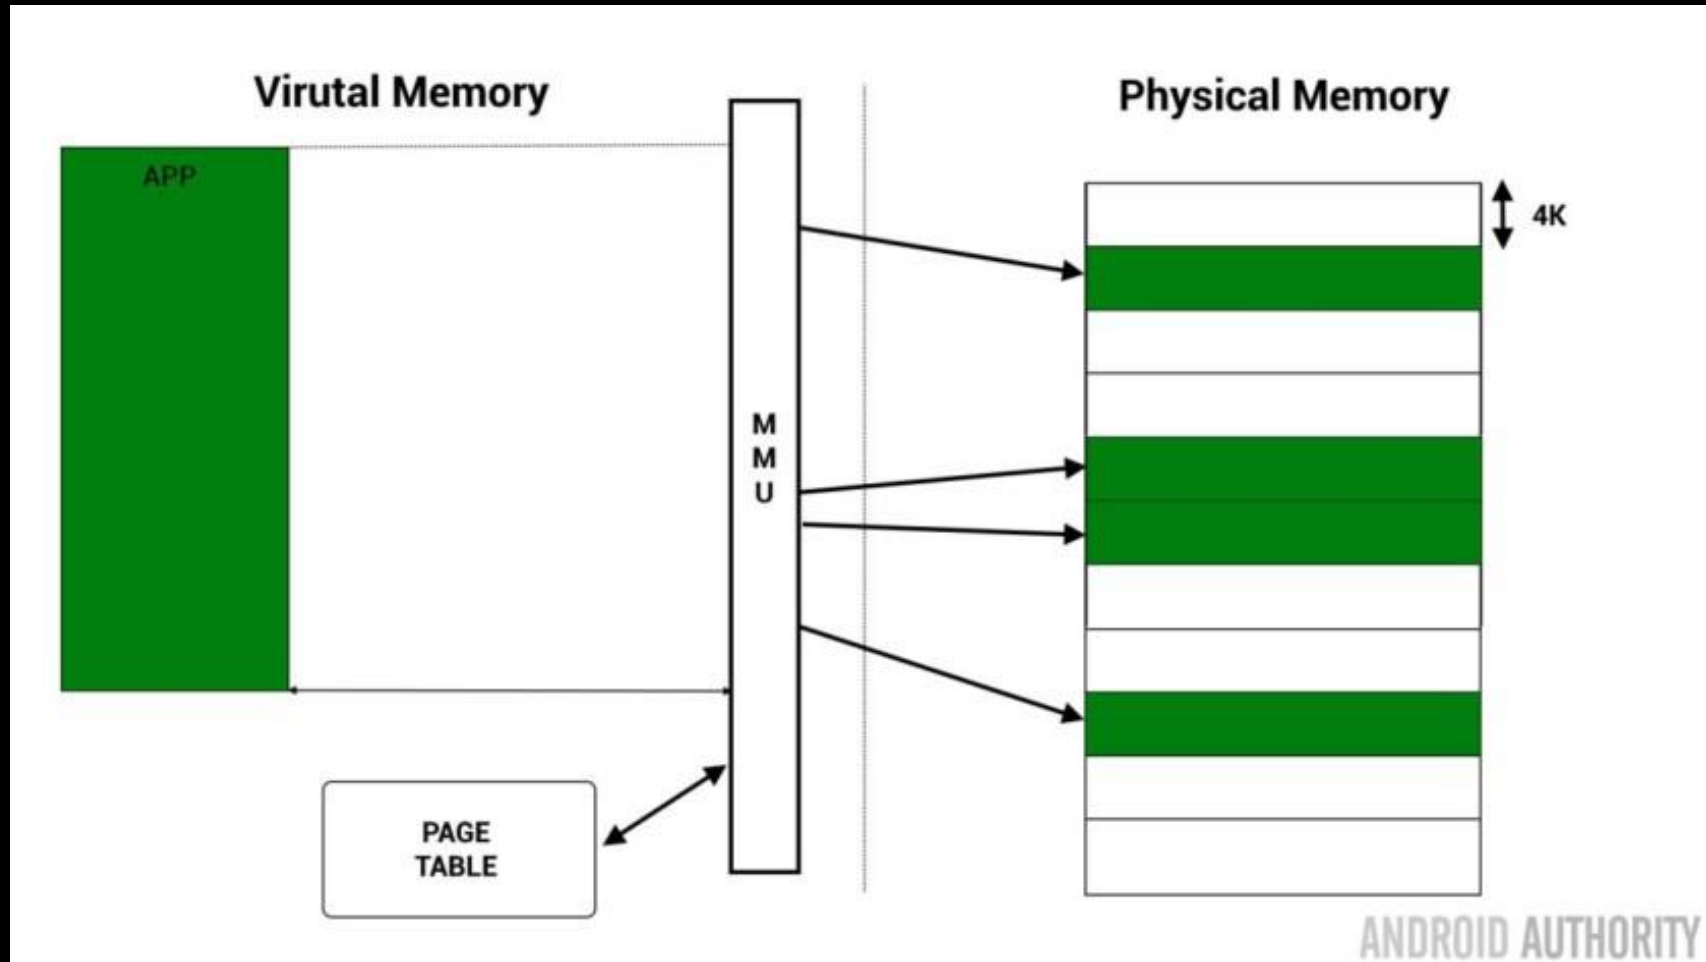 Virutal Memory
Physical Memory
APP
4K
M
M
U
PAGE
TABLE
ANDROID AUTHORITY